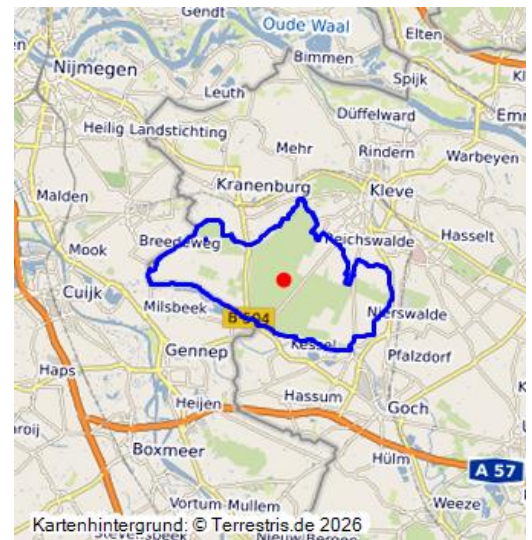 Gendt
Oude Waal
Elten
Nijmegen
Bimmen
Leuth
Spijk
Düffelward
Heilig Landstichting
Mehr
Rindern
Warbeyen
Malden
Kranenburg
Kleve
Mook
Breedeweg
Hasselt
Cuijk
Milsbeek
B 504
Nierswalde
Gennep
Kessel
Pfalzdorf
Haps
Heijen
Hassum
Goch
Boxmeer
Hülm
A 57
Vortum-Mullem
Weeze
Kartenhintergrund: © Terrestris.de 2026